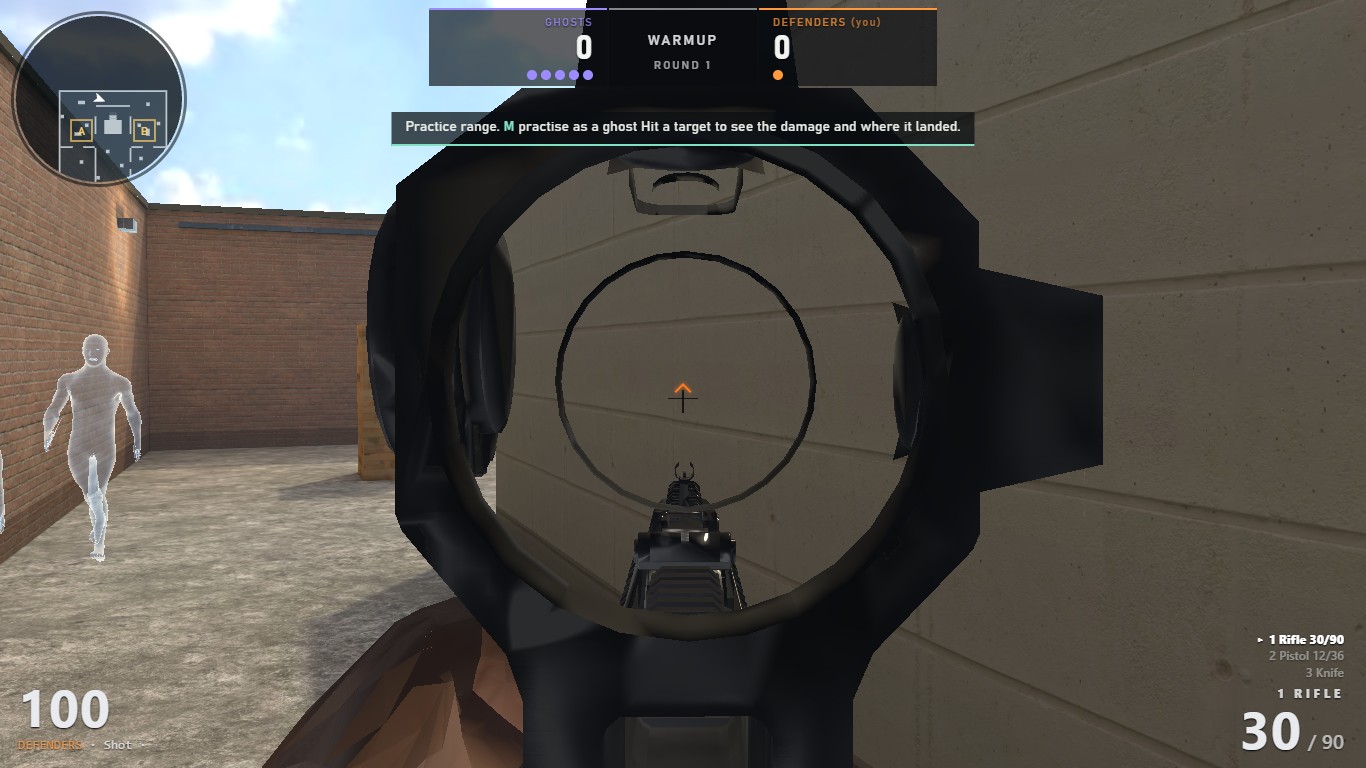 GHOSTS
0
WARMUP
ROUND 1
DEFENDERS (you)
0
Practice range. M practise as a ghost Hit a target to see the damage and where it landed.
A
B
▸ 1 Rifle 30/90
2 Pistol 12/36
3 Knife
1 RIFLE
30 / 90
100
DEFENDERS · Shot